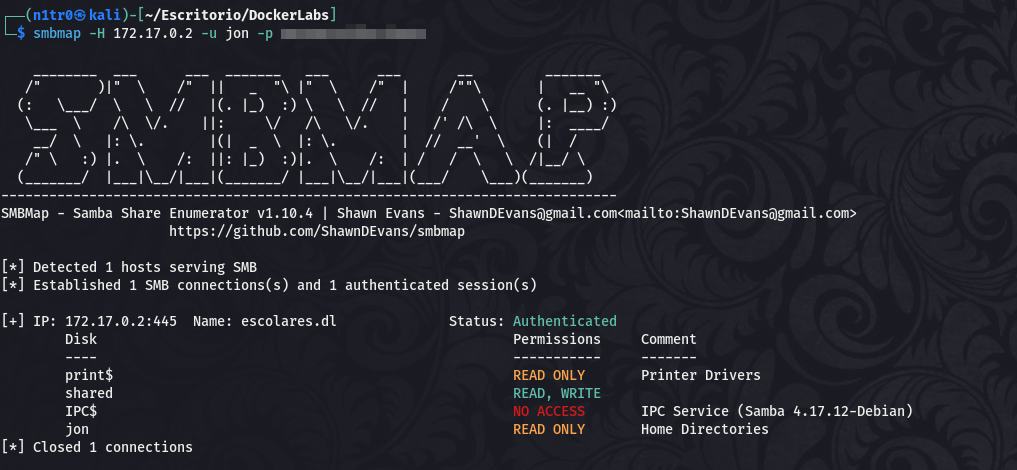 (n1tr0㉿kali)-[~/Escritorio/DockerLabs]
$ smbmap -H 172.17.0.2 -u jon -p
SMBMAP
SMBMap - Samba Share Enumerator v1.10.4 | Shawn Evans - ShawnDEvans@gmail.com<mailto:ShawnDEvans@gmail.com>
https://github.com/ShawnDEvans/smbmap
[*] Detected 1 hosts serving SMB
[*] Established 1 SMB connections(s) and 1 authenticated session(s)
[+] IP: 172.17.0.2:445 Name: escolares.dl Status: Authenticated
Disk Permissions Comment
---- ----------- -------
print$ READ ONLY Printer Drivers
shared READ, WRITE
IPC$ NO ACCESS IPC Service (Samba 4.17.12-Debian)
jon READ ONLY Home Directories
[*] Closed 1 connections